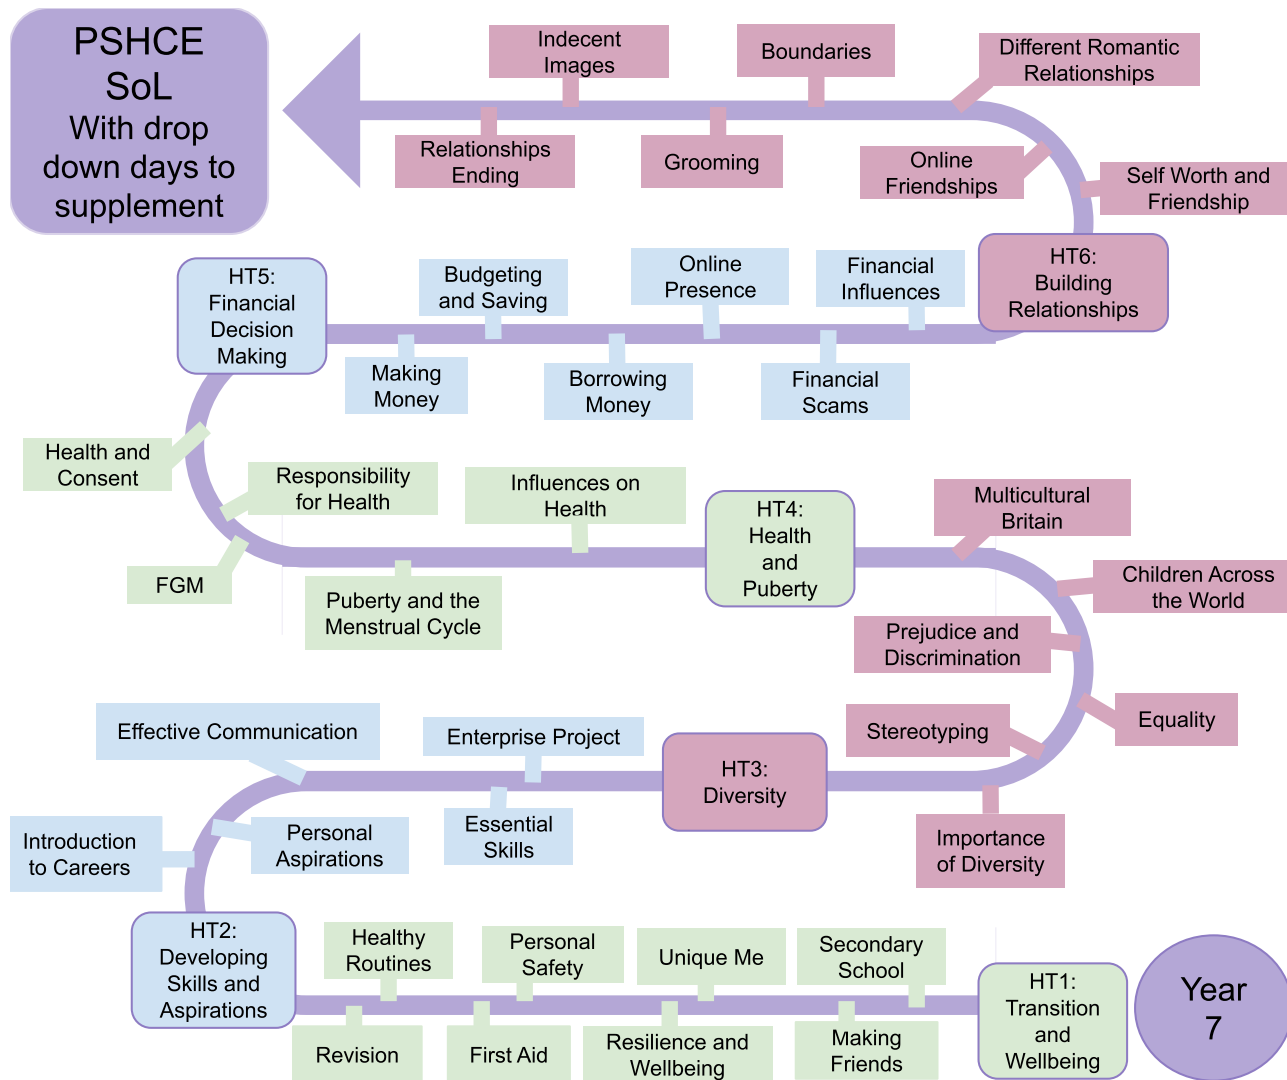 PSHCE
SoL
With drop
down days to
supplement
Indecent
Images
Boundaries
Different Romantic
Relationships
Relationships
Ending
Grooming
Online
Friendships
Self Worth and
Friendship
HT6:
Building
Relationships
HT5:
Financial
Decision
Making
Budgeting
and Saving
Online
Presence
Financial
Influences
Making
Money
Borrowing
Money
Financial
Scams
Health and
Consent
Responsibility
for Health
Influences on
Health
HT4:
Health
and
Puberty
Multicultural
Britain
FGM
Puberty and the
Menstrual Cycle
Children Across
the World
Prejudice and
Discrimination
Equality
Stereotyping
Effective Communication
Enterprise Project
HT3:
Diversity
Introduction
to Careers
Personal
Aspirations
Essential
Skills
Importance
of Diversity
HT2:
Developing
Skills and
Aspirations
Healthy
Routines
Personal
Safety
Unique Me
Secondary
School
HT1:
Transition
and
Wellbeing
Year
7
Revision
First Aid
Resilience and
Wellbeing
Making
Friends